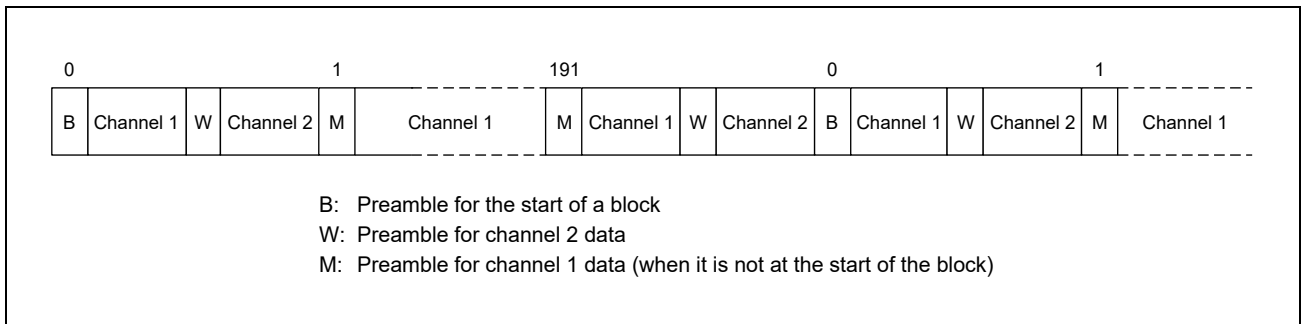 0 1 191 0 1
B Channel 1 W Channel 2 M Channel 1 M Channel 1 W Channel 2 B Channel 1 W Channel 2 M Channel 1
B: Preamble for the start of a block
W: Preamble for channel 2 data
M: Preamble for channel 1 data (when it is not at the start of the block)